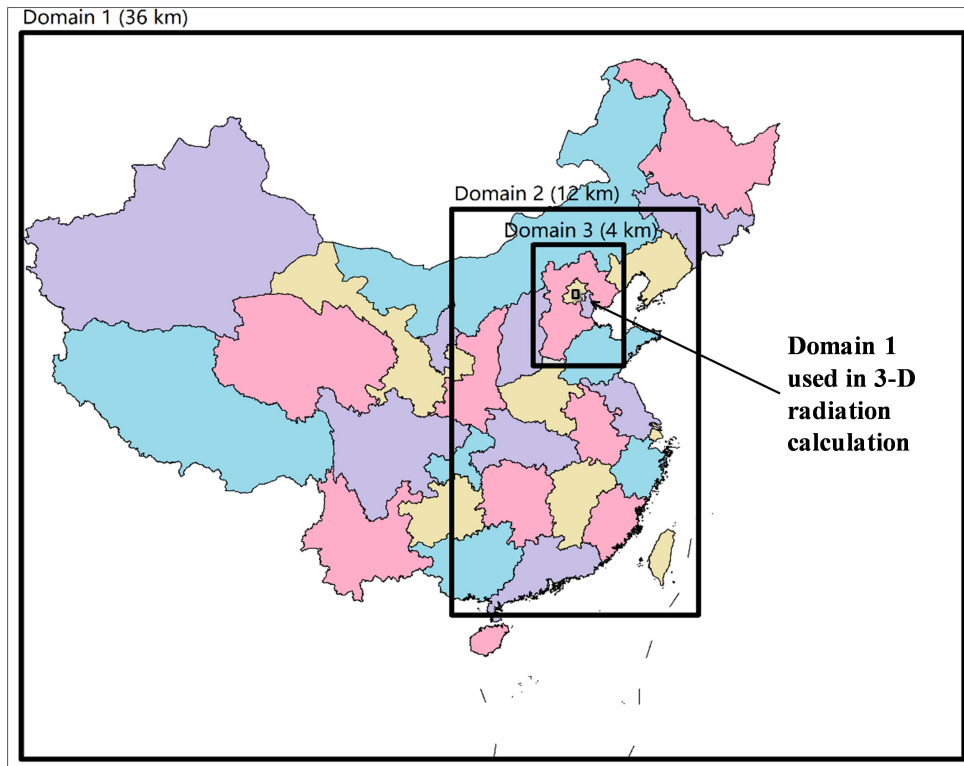 Domain 1 (36 km)
Domain 2 (12 km)
Domain 3 (4 km)
Domain 1
used in 3-D
radiation
calculation